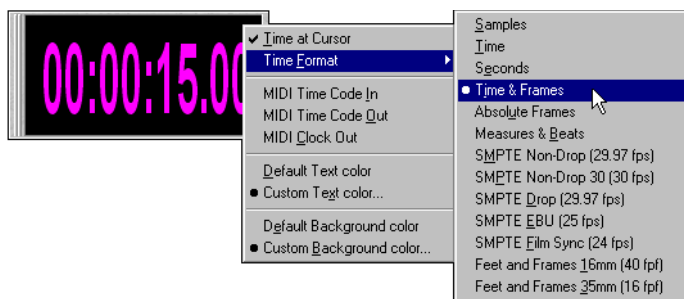 00:00:15.00
Time at Cursor
Time Format
MIDI Time Code In
MIDI Time Code Out
MIDI Clock Out
Default Text color
Custom Text color...
Default Background color
Custom Background color...
Samples
Time
Seconds
Time & Frames
Absolute Frames
Measures & Beats
SMPTE Non-Drop (29.97 fps)
SMPTE Non-Drop 30 (30 fps)
SMPTE Drop (29.97 fps)
SMPTE EBU (25 fps)
SMPTE Film Sync (24 fps)
Feet and Frames 16mm (40 fpf)
Feet and Frames 35mm (16 fpf)